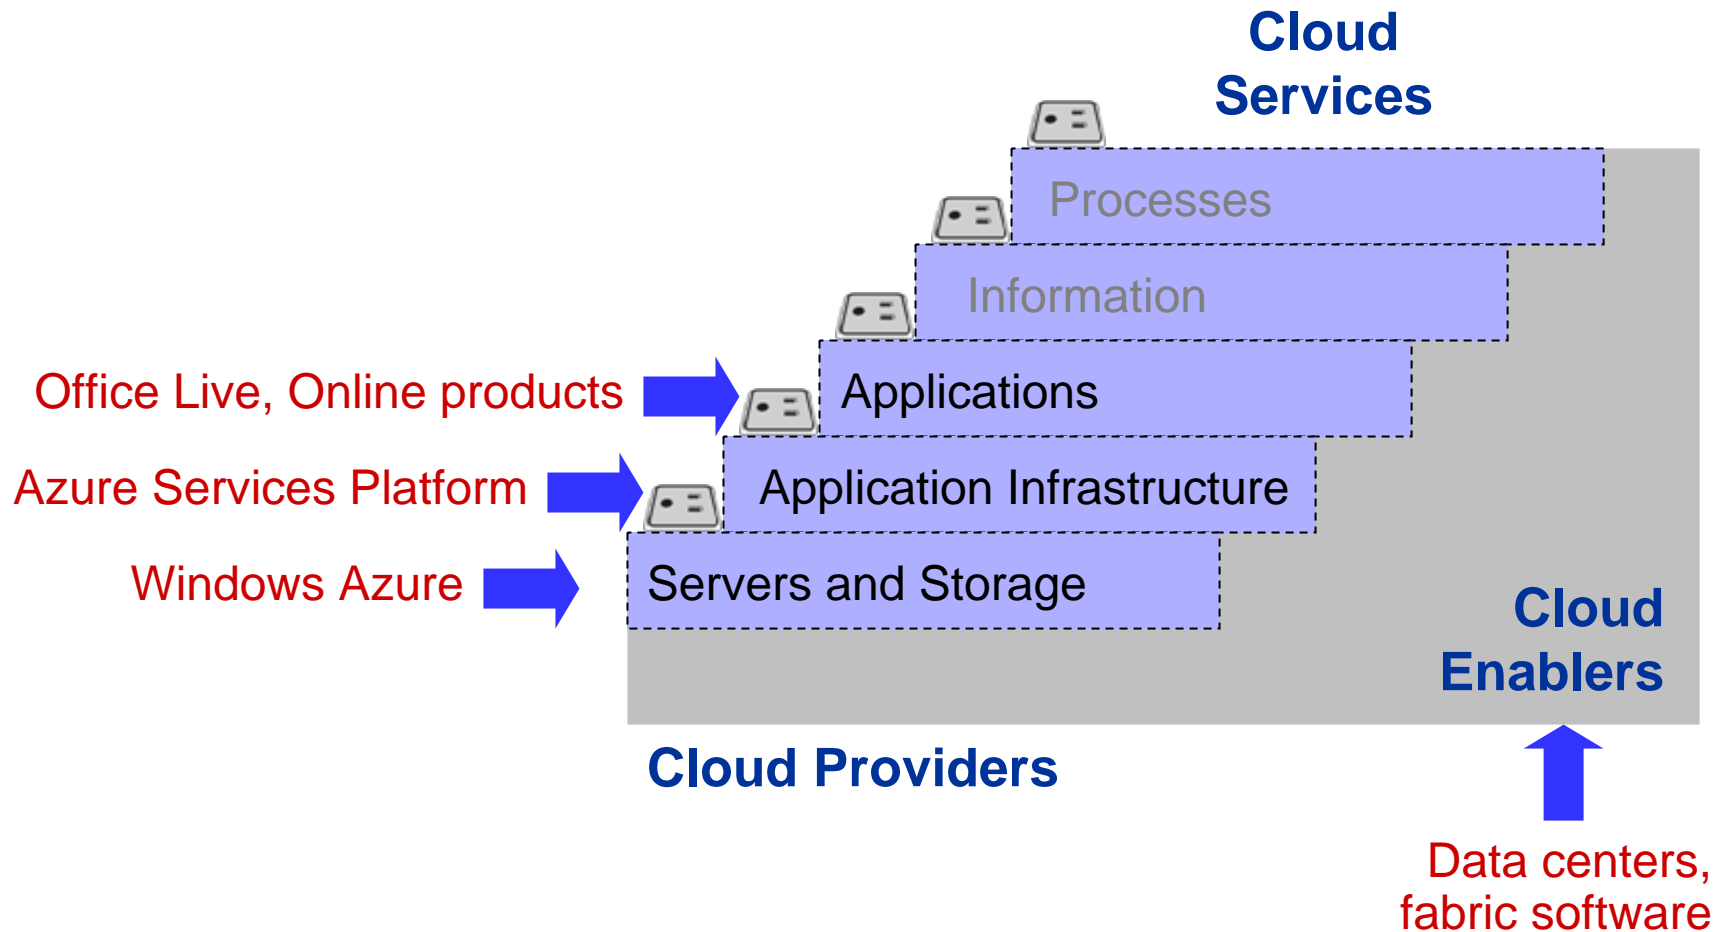 Cloud
Services
Processes
Information
Office Live, Online products
Applications
Azure Services Platform
Application Infrastructure
Windows Azure
Servers and Storage
Cloud
Enablers
Cloud Providers
Data centers,
fabric software